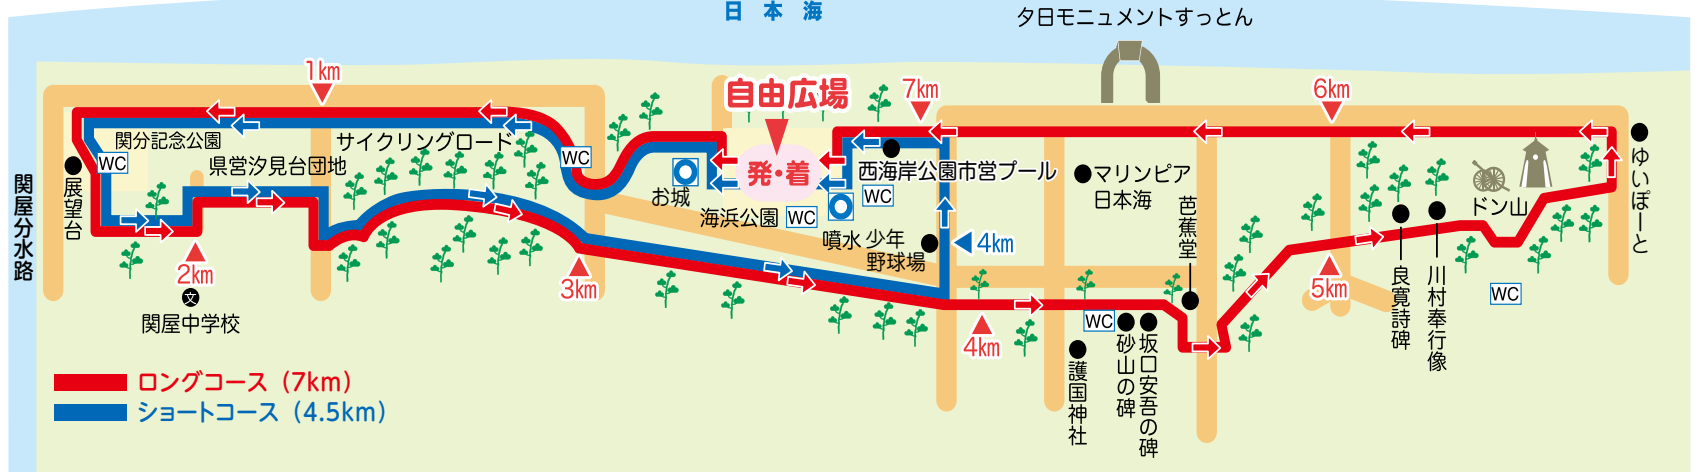 日本海
夕日モニュメントすっとん
1km
自由広場
7km
6km
関分記念公園
サイクリングロード
WC
WC
県営汐見台団地
発・着
西海岸公園市営プール
マリンピア
日本海
ゆいぽーと
関屋分水路
展望台
お城
海浜公園
WC
WC
芭蕉堂
ドン山
噴水
少年
野球場
4km
2km
3km
5km
良寛詩碑
川村奉行像
WC
関屋中学校
文
4km
WC
護国神社
砂山の碑
坂口安吾の碑
ロングコース(7km)
ショートコース(4.5km)